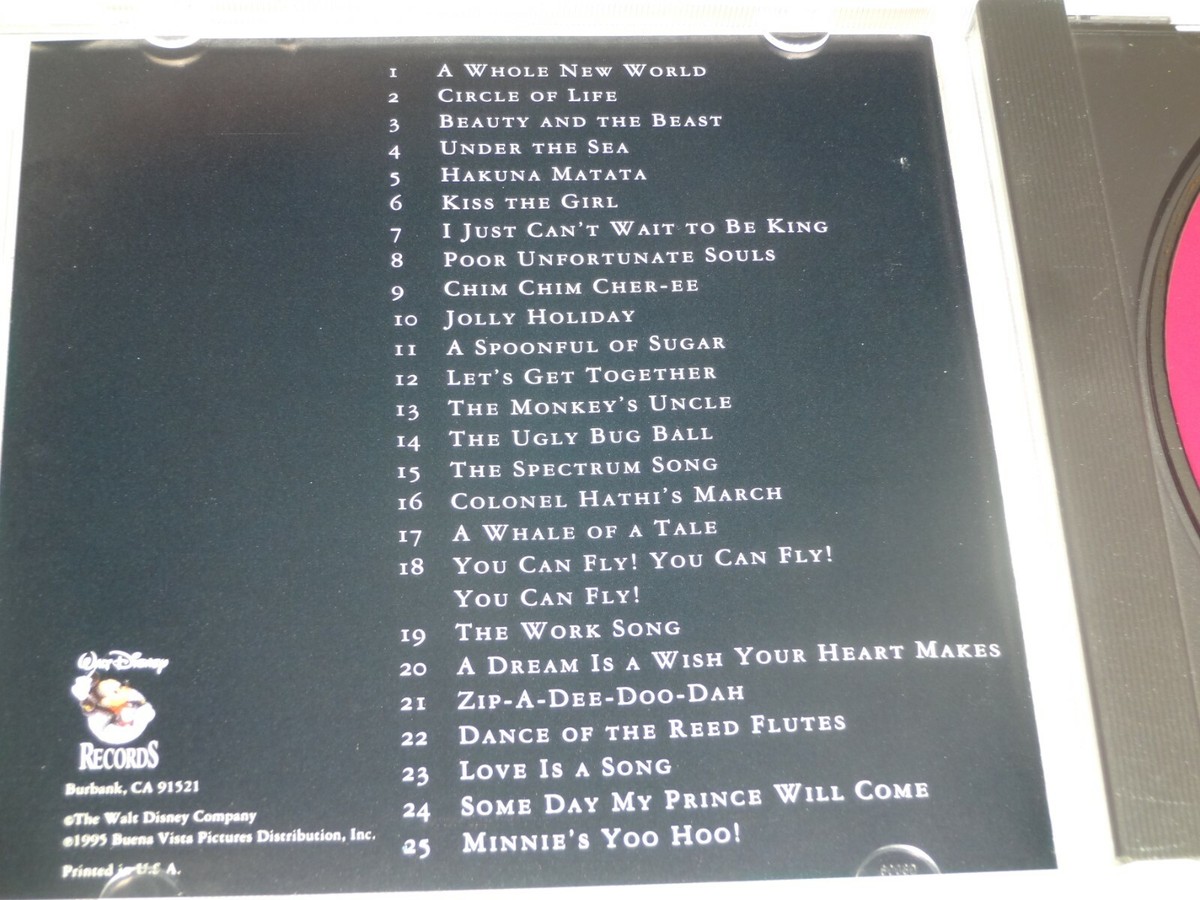 1 A Whole New World
2 Circle of Life
3 Beauty and the Beast
4 Under the Sea
5 Hakuna Matata
6 Kiss the Girl
7 I Just Can't Wait to Be King
8 Poor Unfortunate Souls
9 Chim Chim Cher-ee
10 Jolly Holiday
11 A Spoonful of Sugar
12 Let's Get Together
13 The Monkey's Uncle
14 The Ugly Bug Ball
15 The Spectrum Song
16 Colonel Hathi's March
17 A Whale of a Tale
18 You Can Fly! You Can Fly!
You Can Fly!
19 The Work Song
20 A Dream Is a Wish Your Heart Makes
21 Zip-A-Dee-Doo-Dah
22 Dance of the Reed Flutes
23 Love Is a Song
24 Some Day My Prince Will Come
25 Minnie's Yoo Hoo!
Walt Disney
RECORDS
Burbank, CA 91521
©The Walt Disney Company
©1995 Buena Vista Pictures Distribution, Inc.
Printed in U.S.A.